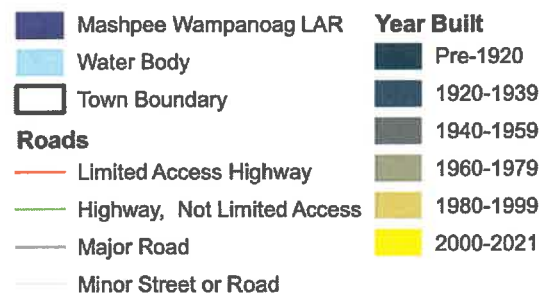 Mashpee Wampanoag LAR
Water Body
Town Boundary
Roads
Limited Access Highway
Highway, Not Limited Access
Major Road
Minor Street or Road
Year Built
Pre-1920
1920-1939
1940-1959
1960-1979
1980-1999
2000-2021